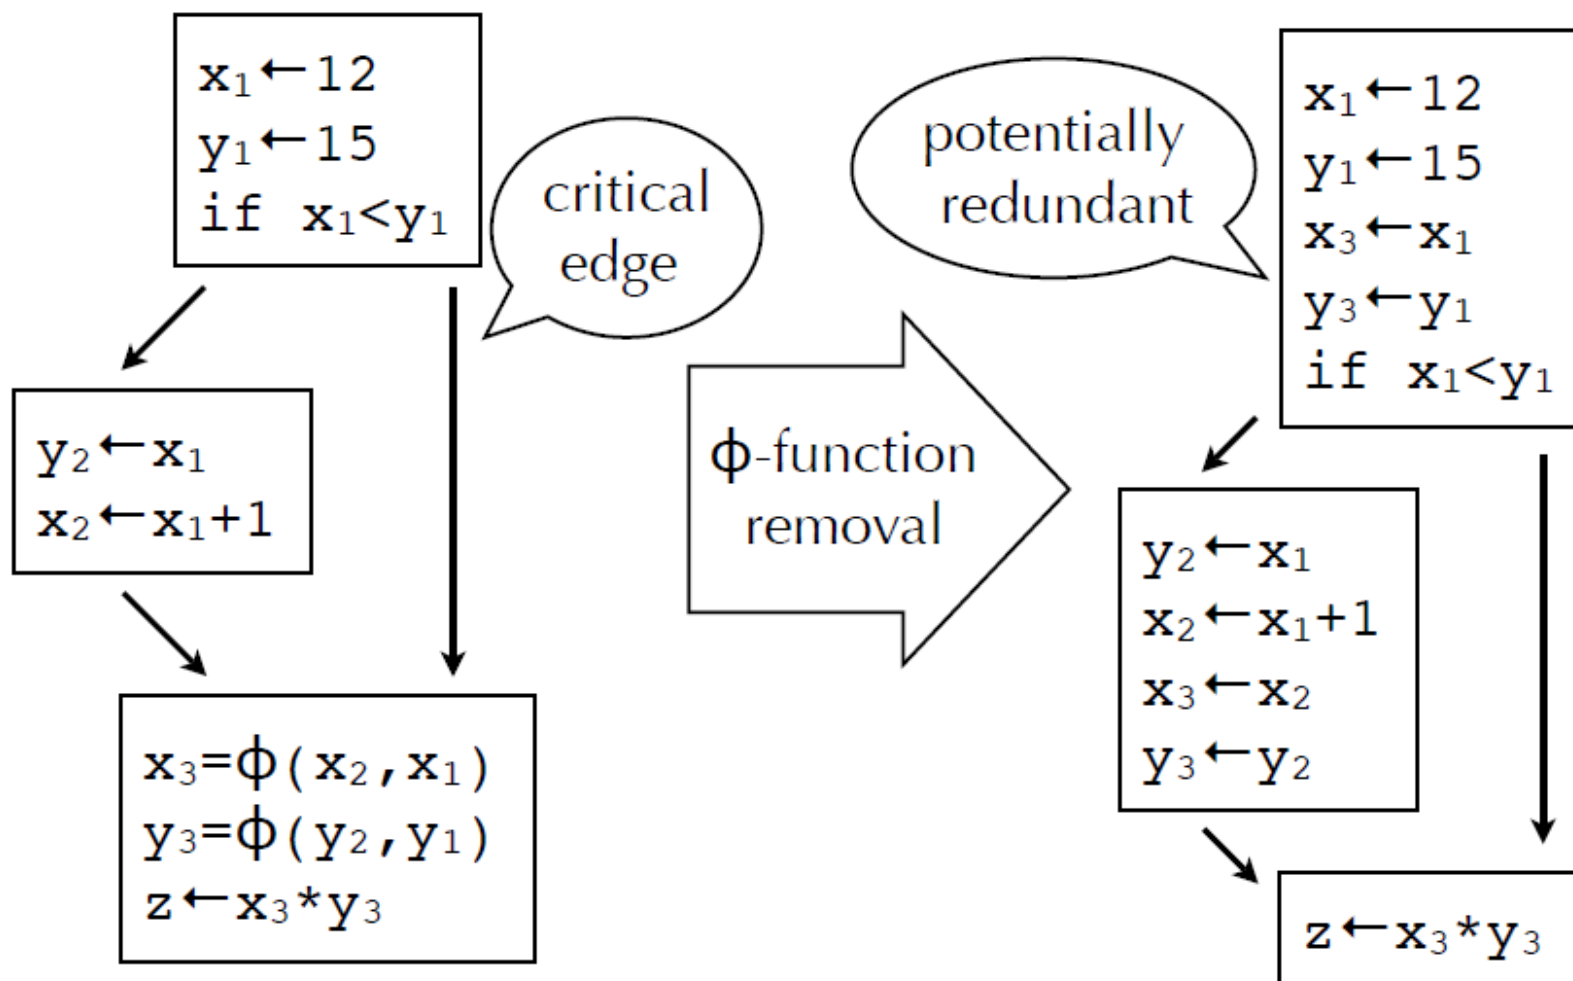 x₁←12
y₁←15
if x₁<y₁
critical
edge
y₂←x₁
x₂←x₁+1
x₃=ϕ(x₂,x₁)
y₃=ϕ(y₂,y₁)
z←x₃*y₃
ϕ-function
removal
potentially
redundant
x₁←12
y₁←15
x₃←x₁
y₃←y₁
if x₁<y₁
y₂←x₁
x₂←x₁+1
x₃←x₂
y₃←y₂
z←x₃*y₃